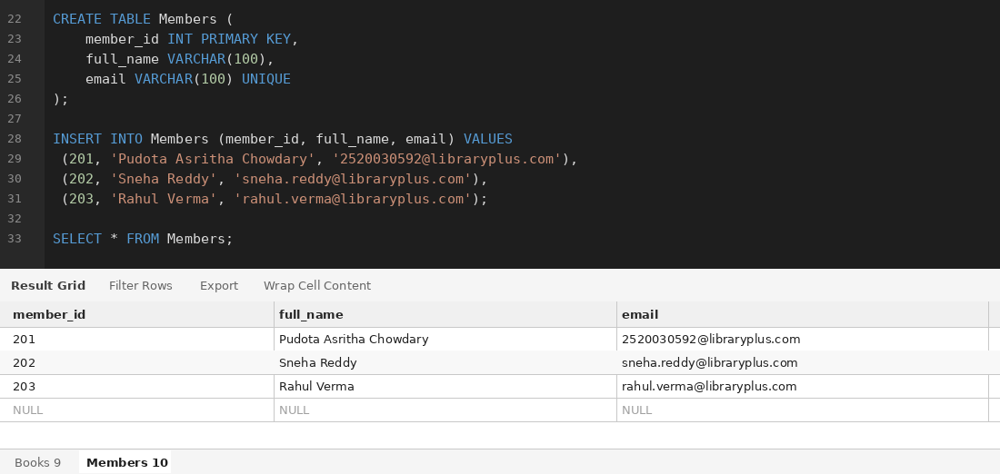 22 CREATE TABLE Members (
23 member_id INT PRIMARY KEY,
24 full_name VARCHAR(100),
25 email VARCHAR(100) UNIQUE
26 );
27
28 INSERT INTO Members (member_id, full_name, email) VALUES
29 (201, 'Pudota Asritha Chowdary', '2520030592@libraryplus.com'),
30 (202, 'Sneha Reddy', 'sneha.reddy@libraryplus.com'),
31 (203, 'Rahul Verma', 'rahul.verma@libraryplus.com');
32
33 SELECT * FROM Members;
Result Grid Filter Rows Export Wrap Cell Content
member_id full_name email
201 Pudota Asritha Chowdary 2520030592@libraryplus.com
202 Sneha Reddy sneha.reddy@libraryplus.com
203 Rahul Verma rahul.verma@libraryplus.com
NULL NULL NULL
Books 9 Members 10